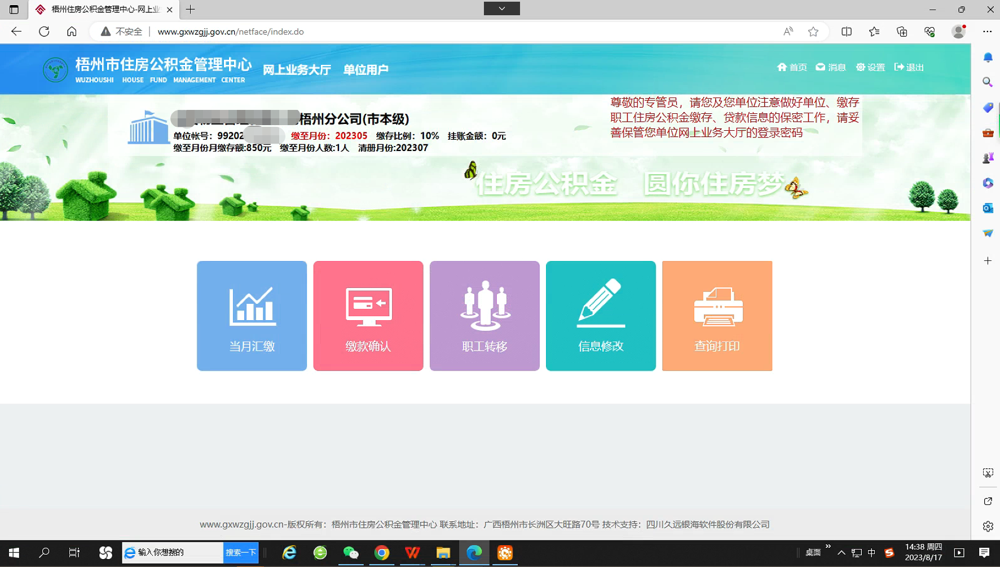 梧州住房公积金管理中心-网上业
不安全
www.gxwzgjj.gov.cn/netface/index.do
梧州市住房公积金管理中心
WUZHOUSHI HOUSE FUND MANAGEMENT CENTER
网上业务大厅 单位用户
首页 消息 设置 退出
梧州分公司(市本级)
单位帐号：99202 缴至月份：202305 缴存比例：10% 挂账金额：0元
缴至月份月缴存额:850元 缴至月份人数:1人 清册月份:202307
尊敬的专管员，请您及您单位注意做好单位、缴存
职工住房公积金缴存、贷款信息的保密工作，请妥
善保管您单位网上业务大厅的登录密码
住房公积金 圆你住房梦
当月汇缴
缴款确认
职工转移
信息修改
查询打印
www.gxwzgjj.gov.cn-版权所有：梧州市住房公积金管理中心 联系地址：广西梧州市长洲区大旺路70号 技术支持：四川久远银海软件股份有限公司
输入你想搜的
搜索一下
桌面
中
14:38 周四
2023/8/17